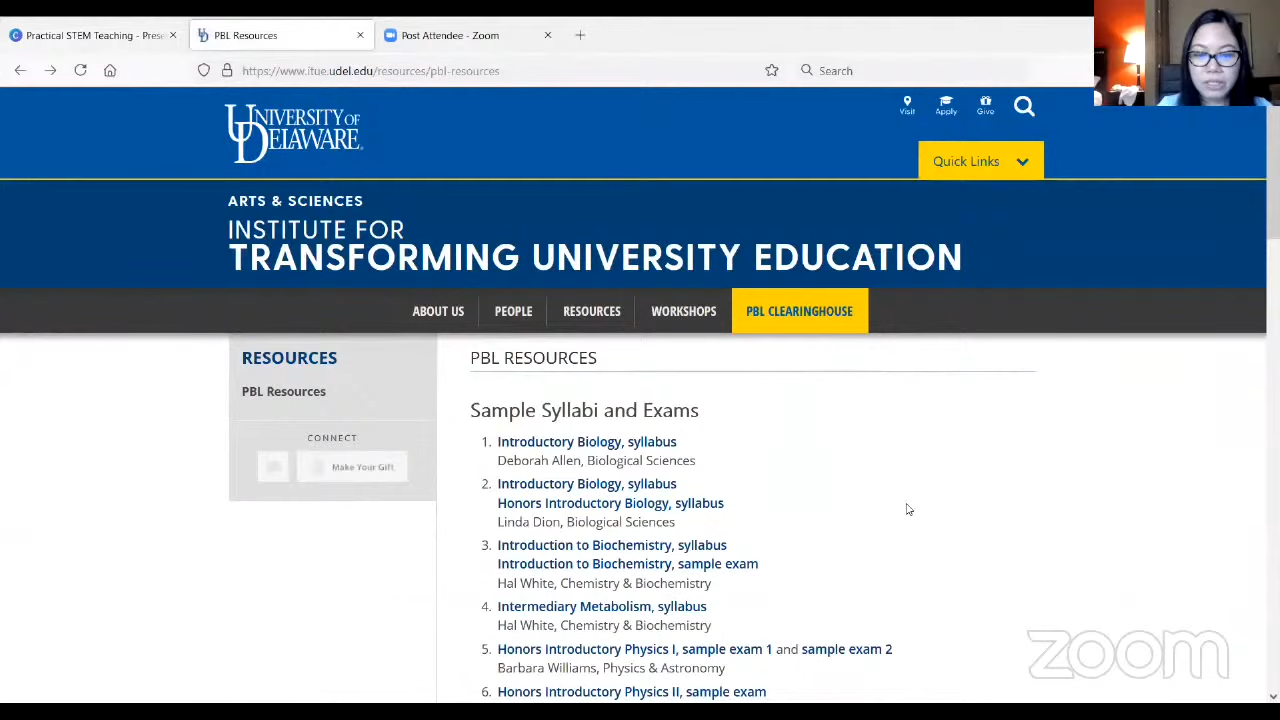 Practical STEM Teaching - Prese
PBL Resources
Post Attendee - Zoom
https://www.itue.udel.edu/resources/pbl-resources
Search
UNIVERSITY OF
DELAWARE.
Visit
Apply
Give
Quick Links
ARTS & SCIENCES
INSTITUTE FOR
TRANSFORMING UNIVERSITY EDUCATION
ABOUT US
PEOPLE
RESOURCES
WORKSHOPS
PBL CLEARINGHOUSE
RESOURCES
PBL Resources
CONNECT
Make Your Gift
PBL RESOURCES
Sample Syllabi and Exams
1. Introductory Biology, syllabus
Deborah Allen, Biological Sciences
2. Introductory Biology, syllabus
Honors Introductory Biology, syllabus
Linda Dion, Biological Sciences
3. Introduction to Biochemistry, syllabus
Introduction to Biochemistry, sample exam
Hal White, Chemistry & Biochemistry
4. Intermediary Metabolism, syllabus
Hal White, Chemistry & Biochemistry
5. Honors Introductory Physics I, sample exam 1 and sample exam 2
Barbara Williams, Physics & Astronomy
6. Honors Introductory Physics II, sample exam
zoom